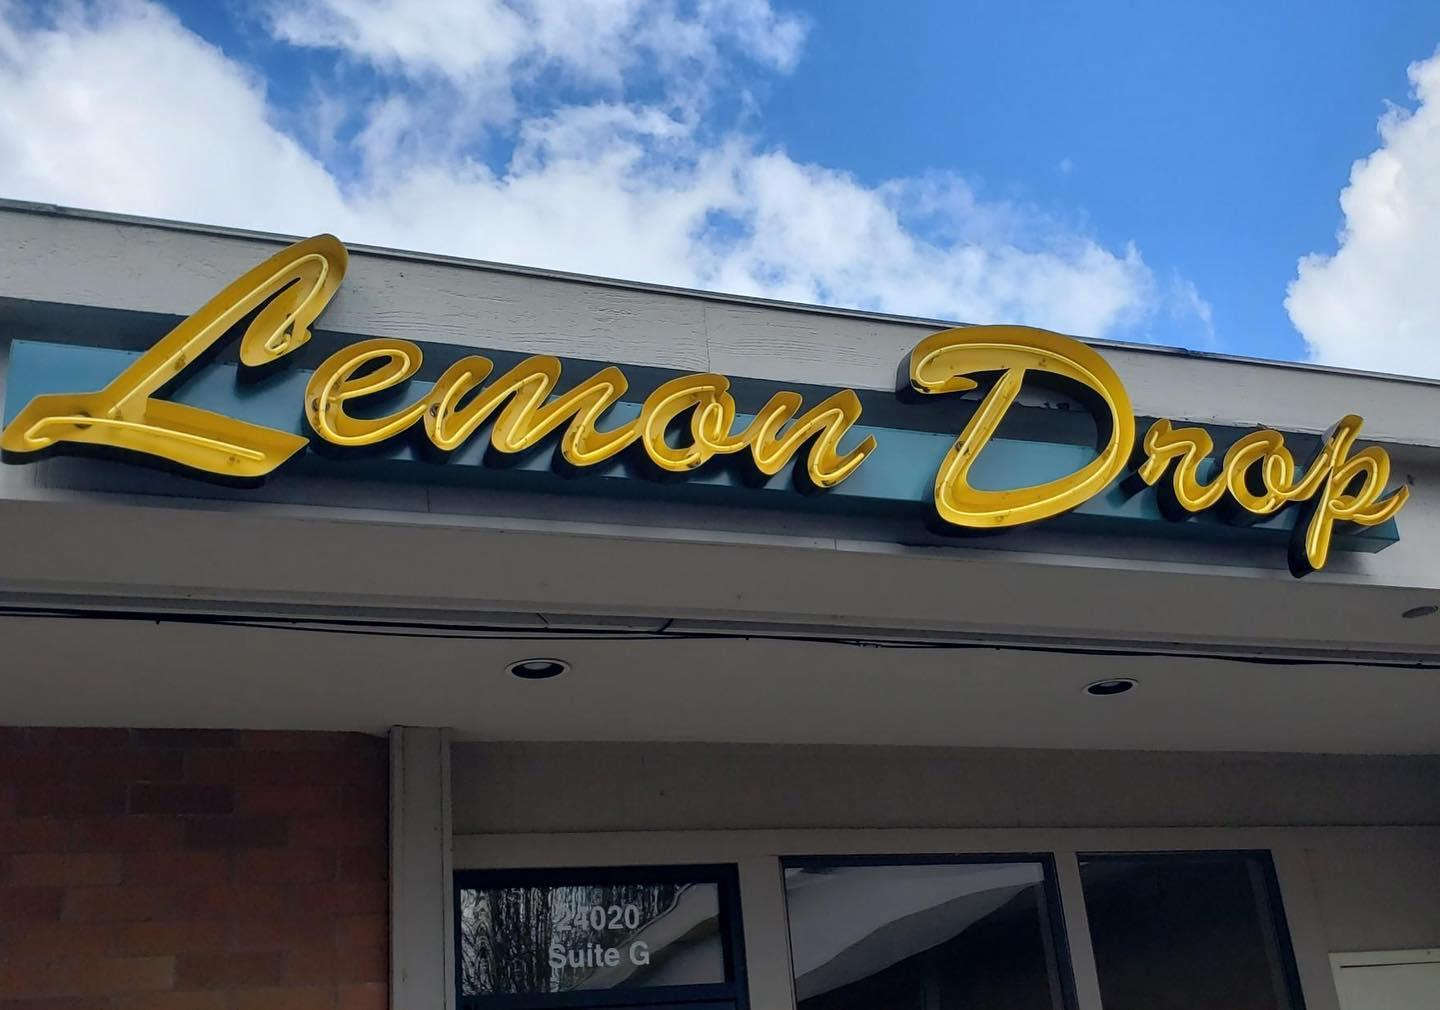 Lemon Drop
24020
Suite G